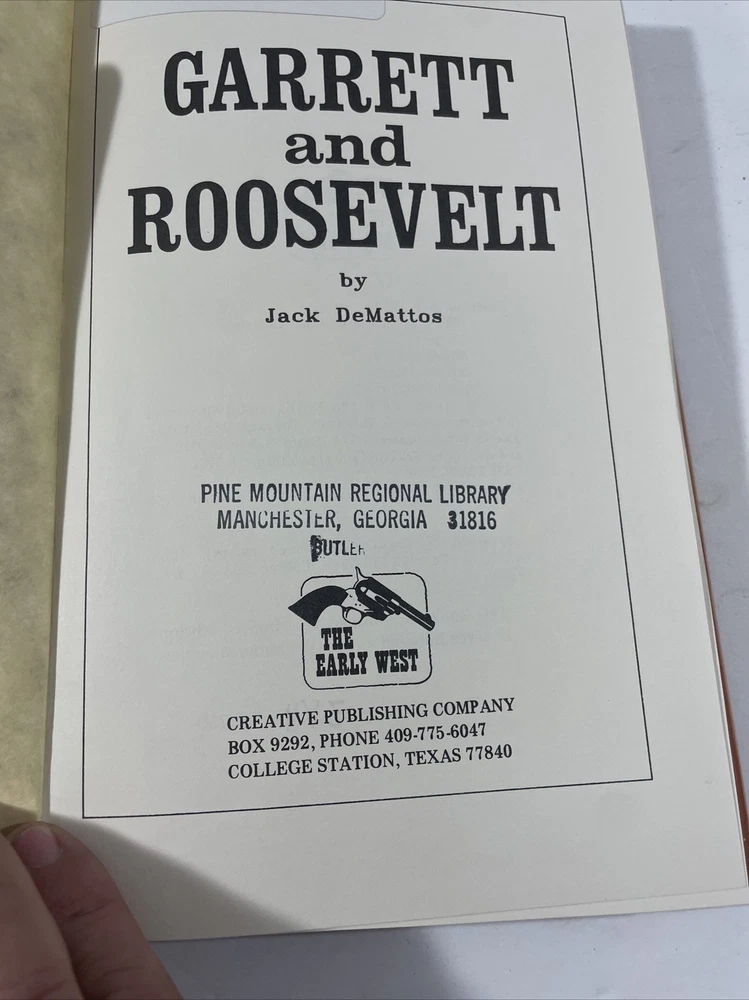 GARRETT
and
ROOSEVELT
by
Jack DeMattos
PINE MOUNTAIN REGIONAL LIBRARY
MANCHESTER, GEORGIA 31816
BUTLER
THE
EARLY WEST
CREATIVE PUBLISHING COMPANY
BOX 9292, PHONE 409-775-6047
COLLEGE STATION, TEXAS 77840